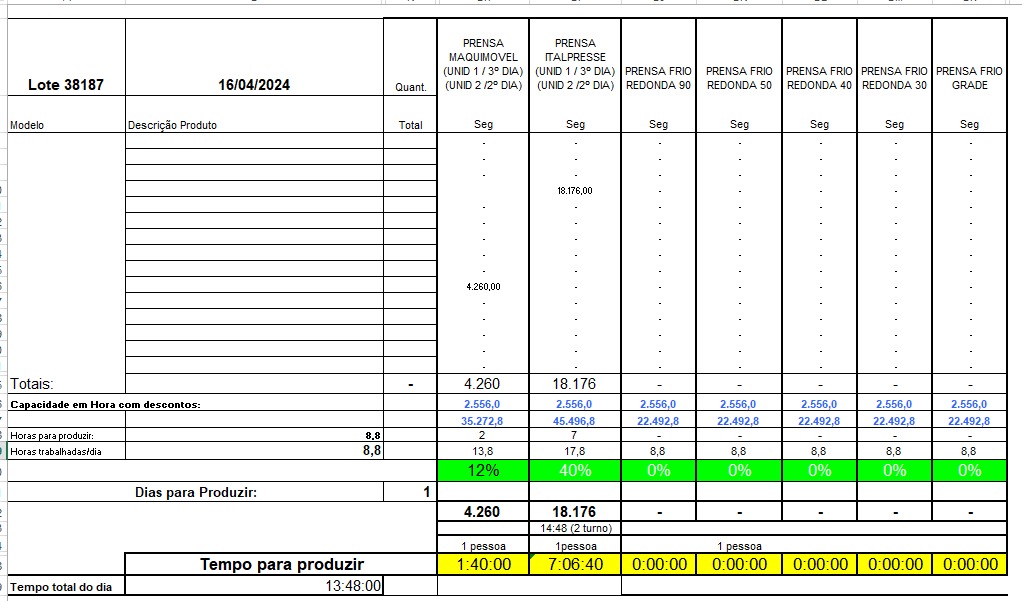 PRENSA MAQUIMOVEL (UNID 1 / 3º DIA) (UNID 2 /2º DIA)
PRENSA ITALPRESSE (UNID 1 / 3º DIA) (UNID 2 /2º DIA)
PRENSA FRIO REDONDA 90
PRENSA FRIO REDONDA 50
PRENSA FRIO REDONDA 40
PRENSA FRIO REDONDA 30
PRENSA FRIO GRADE
Lote 38187 16/04/2024 Quant.
Modelo Descrição Produto Total Seg Seg Seg Seg Seg Seg Seg
- - - - - - -
- - - - - - -
- - - - - - -
- 18.176,00 - - - - -
- - - - - - -
- - - - - - -
- - - - - - -
- - - - - - -
- - - - - - -
4.260,00 - - - - - -
- - - - - - -
- - - - - - -
- - - - - - -
- - - - - - -
- - - - - - -
Totais: - 4.260 18.176 - - - - -
Capacidade em Hora com descontos: 2.556,0 2.556,0 2.556,0 2.556,0 2.556,0 2.556,0 2.556,0
35.272,8 45.496,8 22.492,8 22.492,8 22.492,8 22.492,8 22.492,8
Horas para produzir: 8,8 2 7 - - - - -
Horas trabalhadas/dia 8,8 13,8 17,8 8,8 8,8 8,8 8,8 8,8
12% 40% 0% 0% 0% 0% 0%
Dias para Produzir: 1
4.260 18.176 - - - - -
14:48 (2 turno)
1 pessoa 1pessoa 1 pessoa
Tempo para produzir 1:40:00 7:06:40 0:00:00 0:00:00 0:00:00 0:00:00 0:00:00
Tempo total do dia 13:48:00